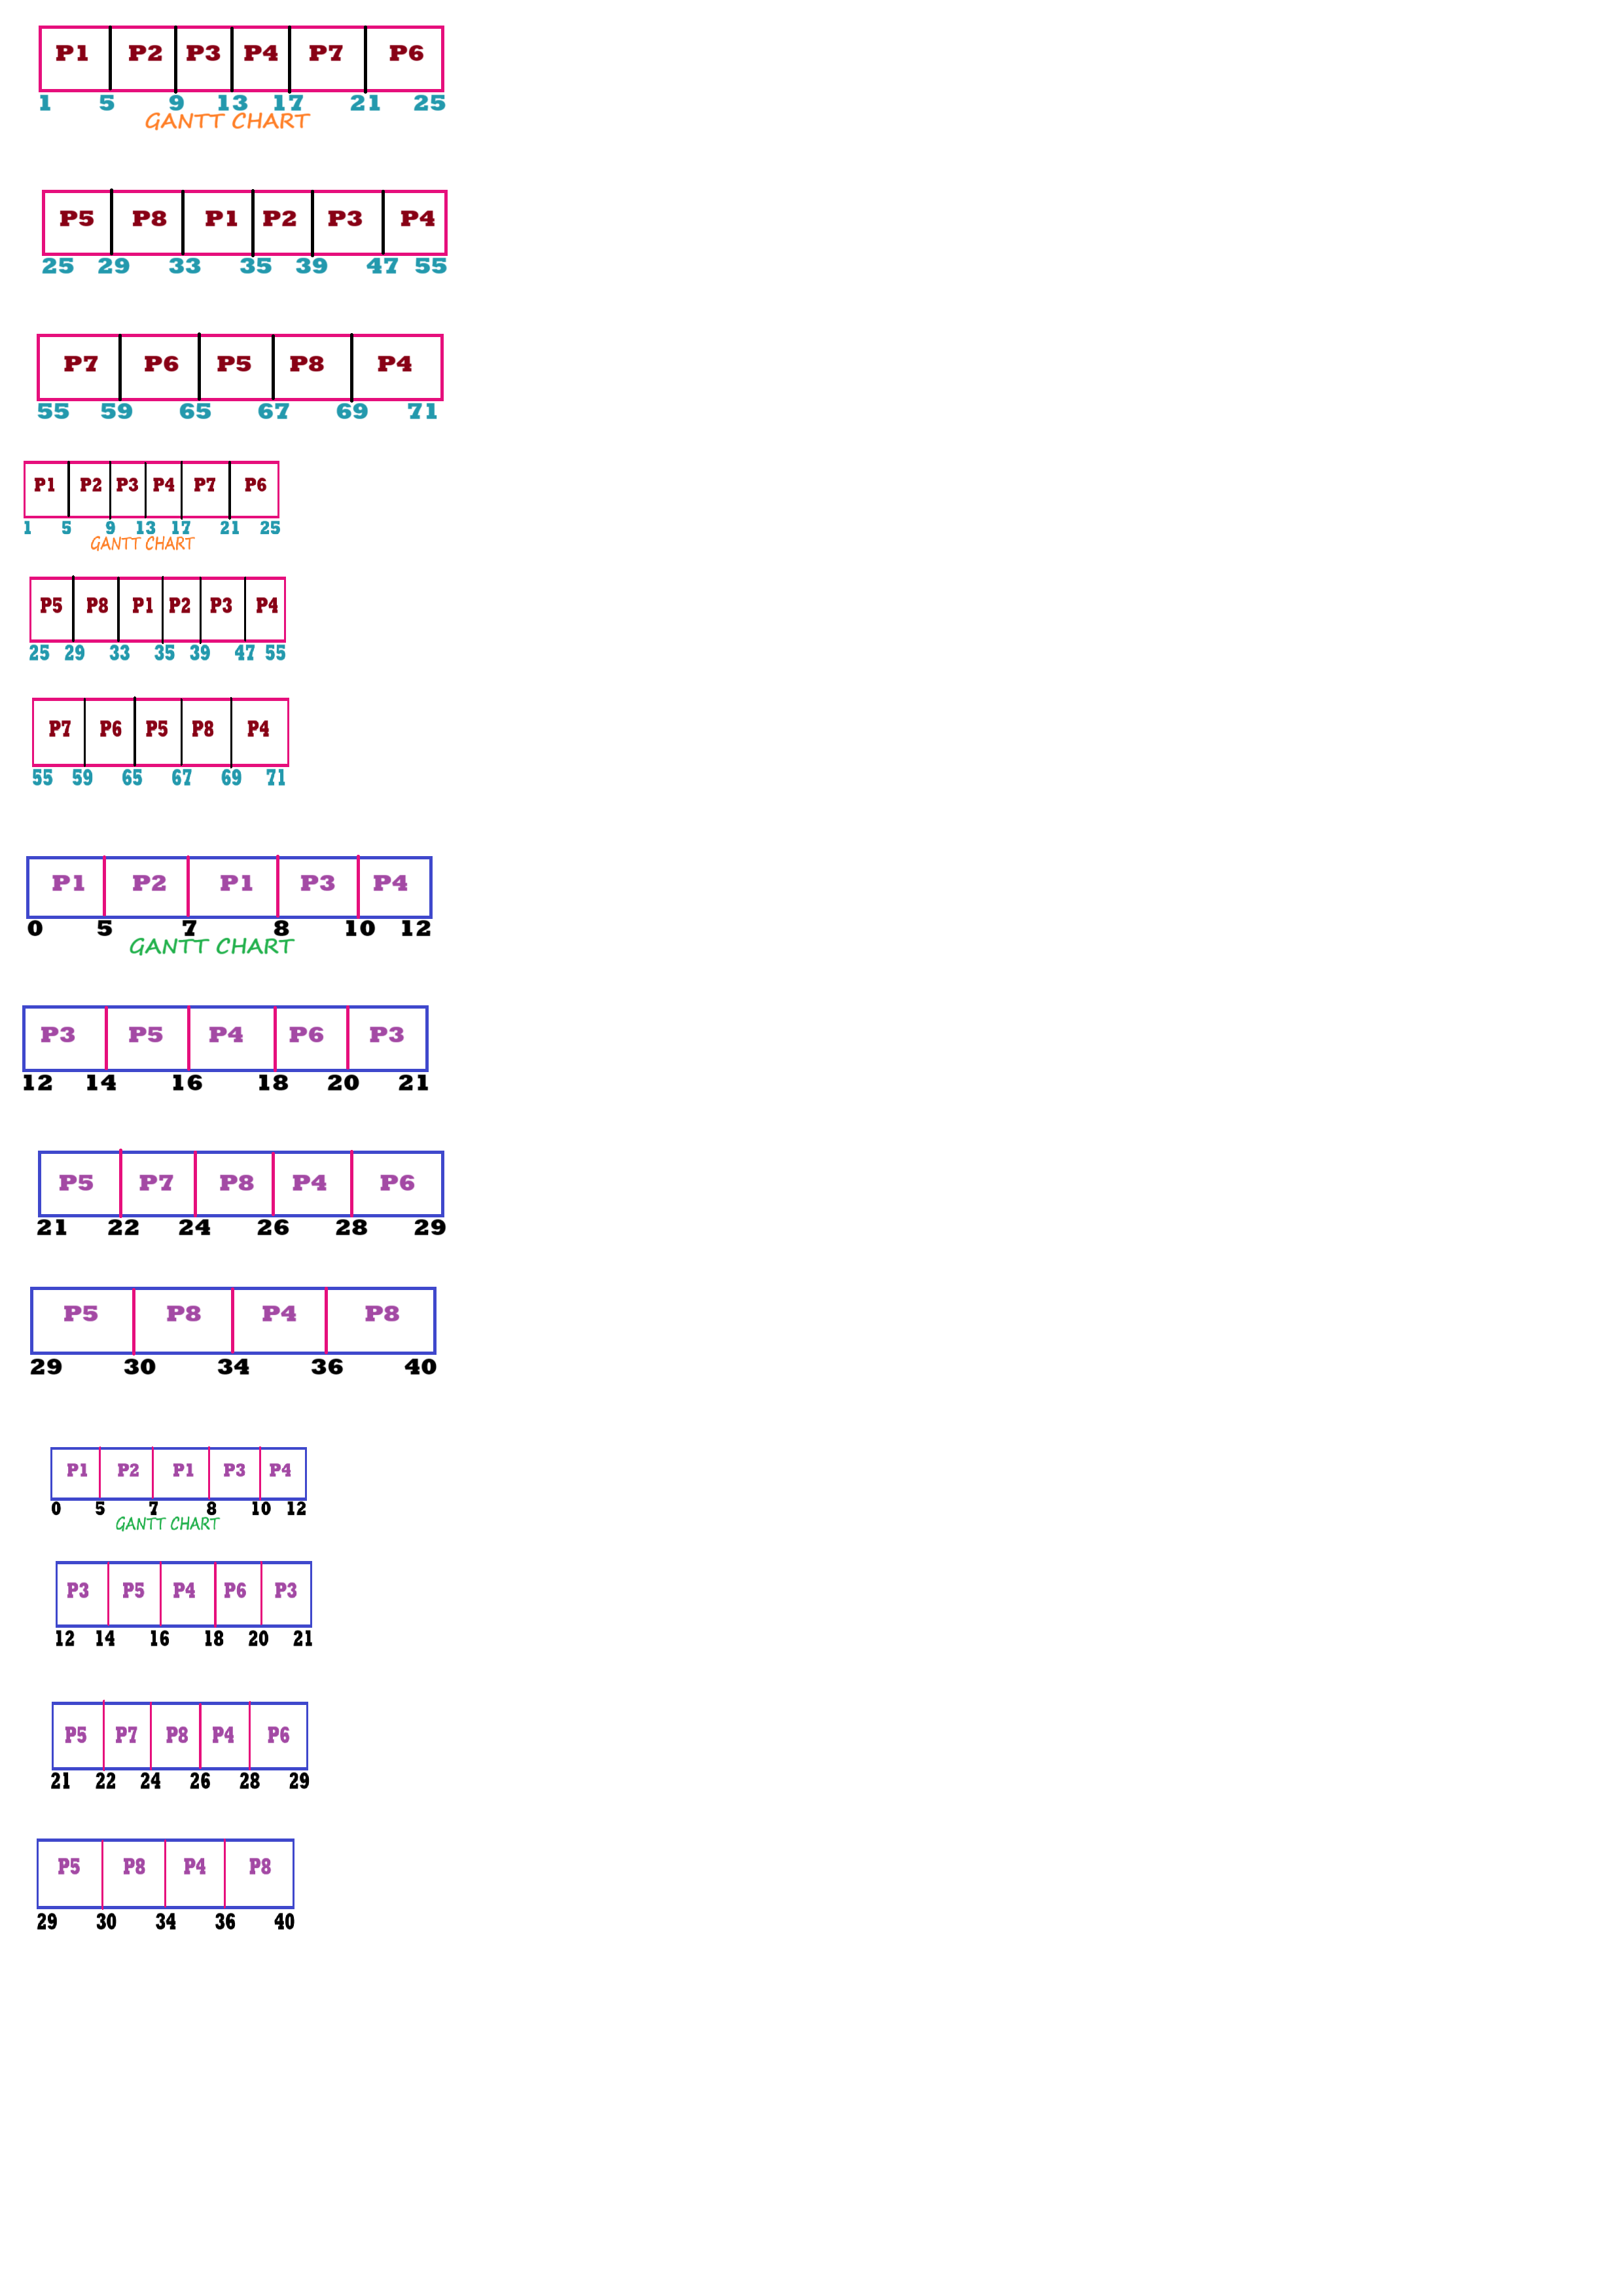 P1 P2 P3 P4 P7 P6
1 5 9 13 17 21 25
GANTT CHART
P5 P8 P1 P2 P3 P4
25 29 33 35 39 47 55
P7 P6 P5 P8 P4
55 59 65 67 69 71
P1 P2 P3 P4 P7 P6
1 5 9 13 17 21 25
GANTT CHART
P5 P8 P1 P2 P3 P4
25 29 33 35 39 47 55
P7 P6 P5 P8 P4
55 59 65 67 69 71
P1 P2 P1 P3 P4
0 5 7 8 10 12
GANTT CHART
P3 P5 P4 P6 P3
12 14 16 18 20 21
P5 P7 P8 P4 P6
21 22 24 26 28 29
P5 P8 P4 P8
29 30 34 36 40
P1 P2 P1 P3 P4
0 5 7 8 10 12
GANTT CHART
P3 P5 P4 P6 P3
12 14 16 18 20 21
P5 P7 P8 P4 P6
21 22 24 26 28 29
P5 P8 P4 P8
29 30 34 36 40